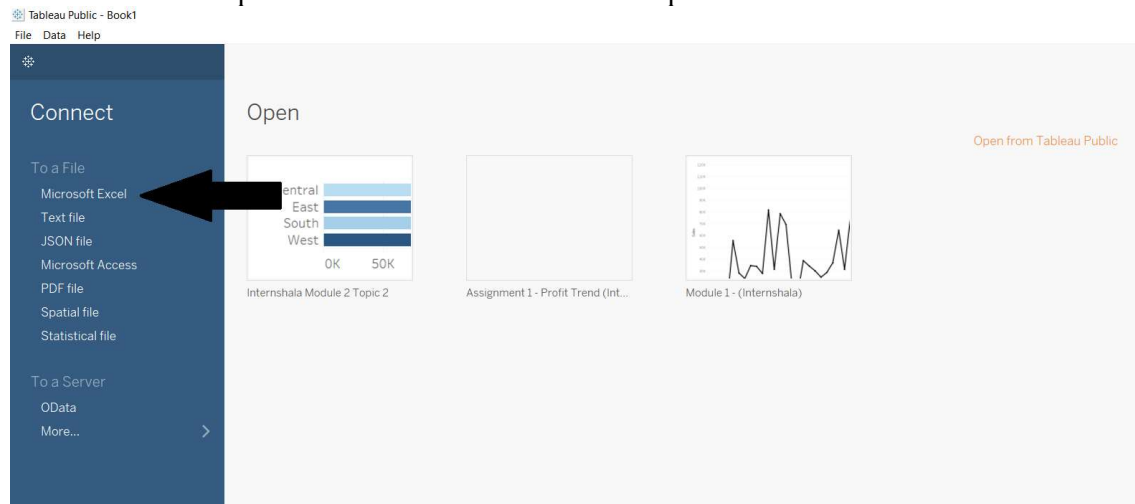 Tableau Public - Book1
File Data Help
Connect
To a File
Microsoft Excel
Text file
JSON file
Microsoft Access
PDF file
Spatial file
Statistical file
To a Server
OData
More...
Open
Open from Tableau Public
entral
East
South
West
0K 50K
Internshala Module 2 Topic 2
Assignment 1 - Profit Trend (Int...
Module 1 - (Internshala)